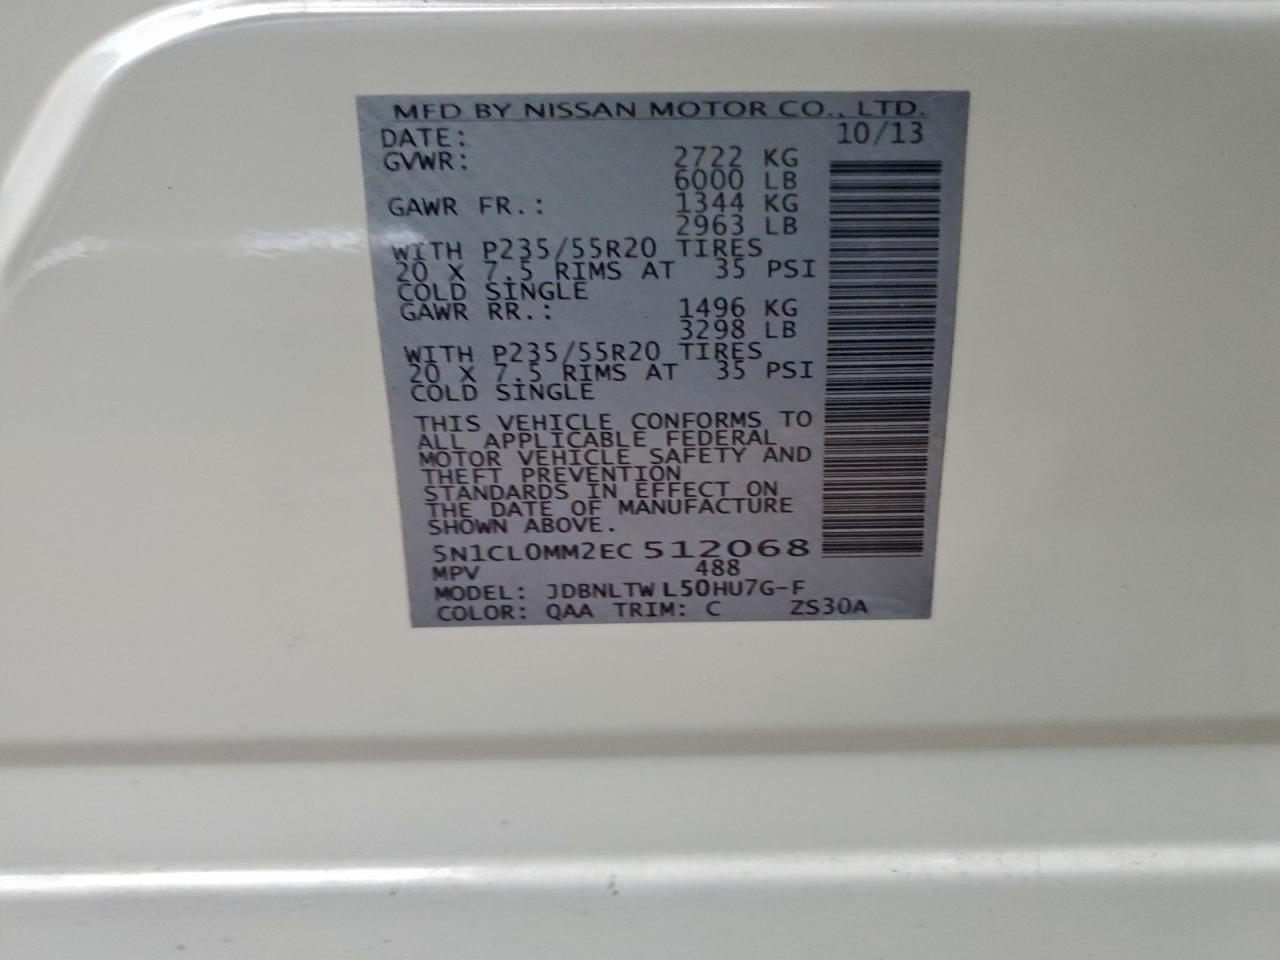 MFD BY NISSAN MOTOR CO., LTD.
DATE: 10/13
GVWR: 2722 KG
6000 LB
GAWR FR.: 1344 KG
2963 LB
WITH P235/55R20 TIRES
20 X 7.5 RIMS AT 35 PSI
COLD SINGLE
GAWR RR.: 1496 KG
3298 LB
WITH P235/55R20 TIRES
20 X 7.5 RIMS AT 35 PSI
COLD SINGLE
THIS VEHICLE CONFORMS TO
ALL APPLICABLE FEDERAL
MOTOR VEHICLE SAFETY AND
THEFT PREVENTION
STANDARDS IN EFFECT ON
THE DATE OF MANUFACTURE
SHOWN ABOVE.
5N1CL0MM2EC512068
MPV 488
MODEL: JDBNLTW L50HU7G-F
COLOR: QAA TRIM: C ZS30A